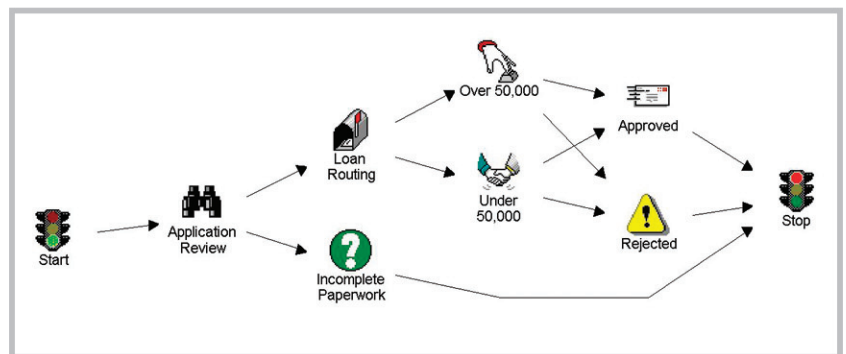 Start
Application
Review
Loan
Routing
Incomplete
Paperwork
Over 50,000
Under
50,000
Approved
Rejected
Stop